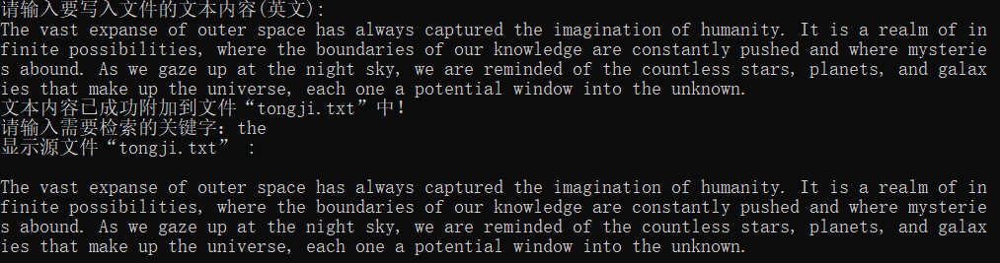 请输入要写入文件的文本内容(英文):
The vast expanse of outer space has always captured the imagination of humanity. It is a realm of in
finite possibilities, where the boundaries of our knowledge are constantly pushed and where mysterie
s abound. As we gaze up at the night sky, we are reminded of the countless stars, planets, and galax
ies that make up the universe, each one a potential window into the unknown.
文本内容已成功附加到文件“tongji.txt”中!
请输入需要检索的关键字：the
显示源文件“tongji.txt” :
The vast expanse of outer space has always captured the imagination of humanity. It is a realm of in
finite possibilities, where the boundaries of our knowledge are constantly pushed and where mysterie
s abound. As we gaze up at the night sky, we are reminded of the countless stars, planets, and galax
ies that make up the universe, each one a potential window into the unknown.